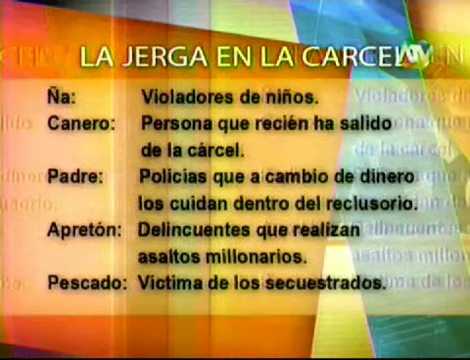 LA JERGA EN LA CARCEL
Ña: Violadores de niños.
Canero: Persona que recién ha salido
de la cárcel.
Padre: Policías que a cambio de dinero
los cuidan dentro del reclusorio.
Apretón: Delincuentes que realizan
asaltos millonarios.
Pescado: Víctima de los secuestrados.